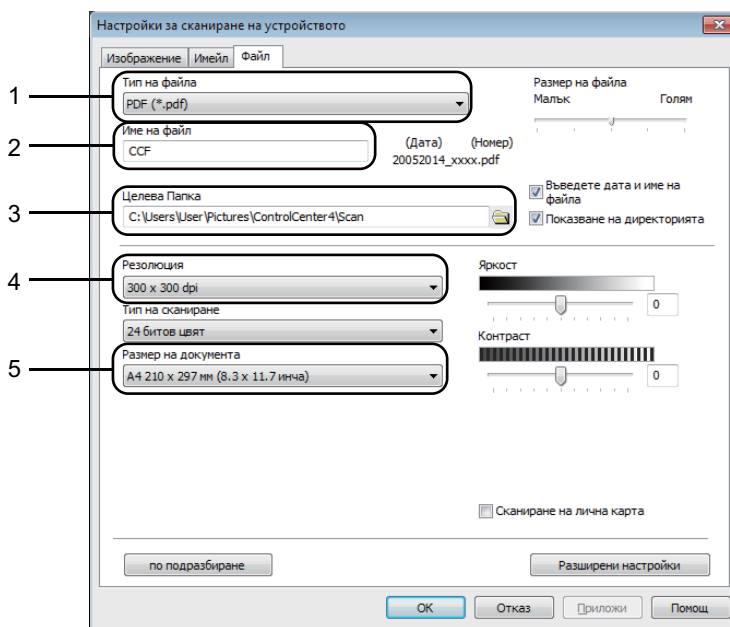 Настройки за сканиране на устройството
Изображение Имейл Файл
1
Тип на файла
PDF (*.pdf)
Размер на файла
Малък Голям
2
Име на файл
CCF
(Дата) (Номер)
20052014_xxxx.pdf
3
Целева Папка
C:\Users\User\Pictures\ControlCenter4\Scan
Въведете дата и име на
файла
Показване на директорията
4
Резолюция
300 x 300 dpi
Тип на сканиране
24 битов цвят
5
Размер на документа
A4 210 x 297 мм (8.3 x 11.7 инча)
Яркост
0
Контраст
0
Сканиране на лична карта
по подразбиране
Разширени настройки
OK Отказ Приложи Помощ